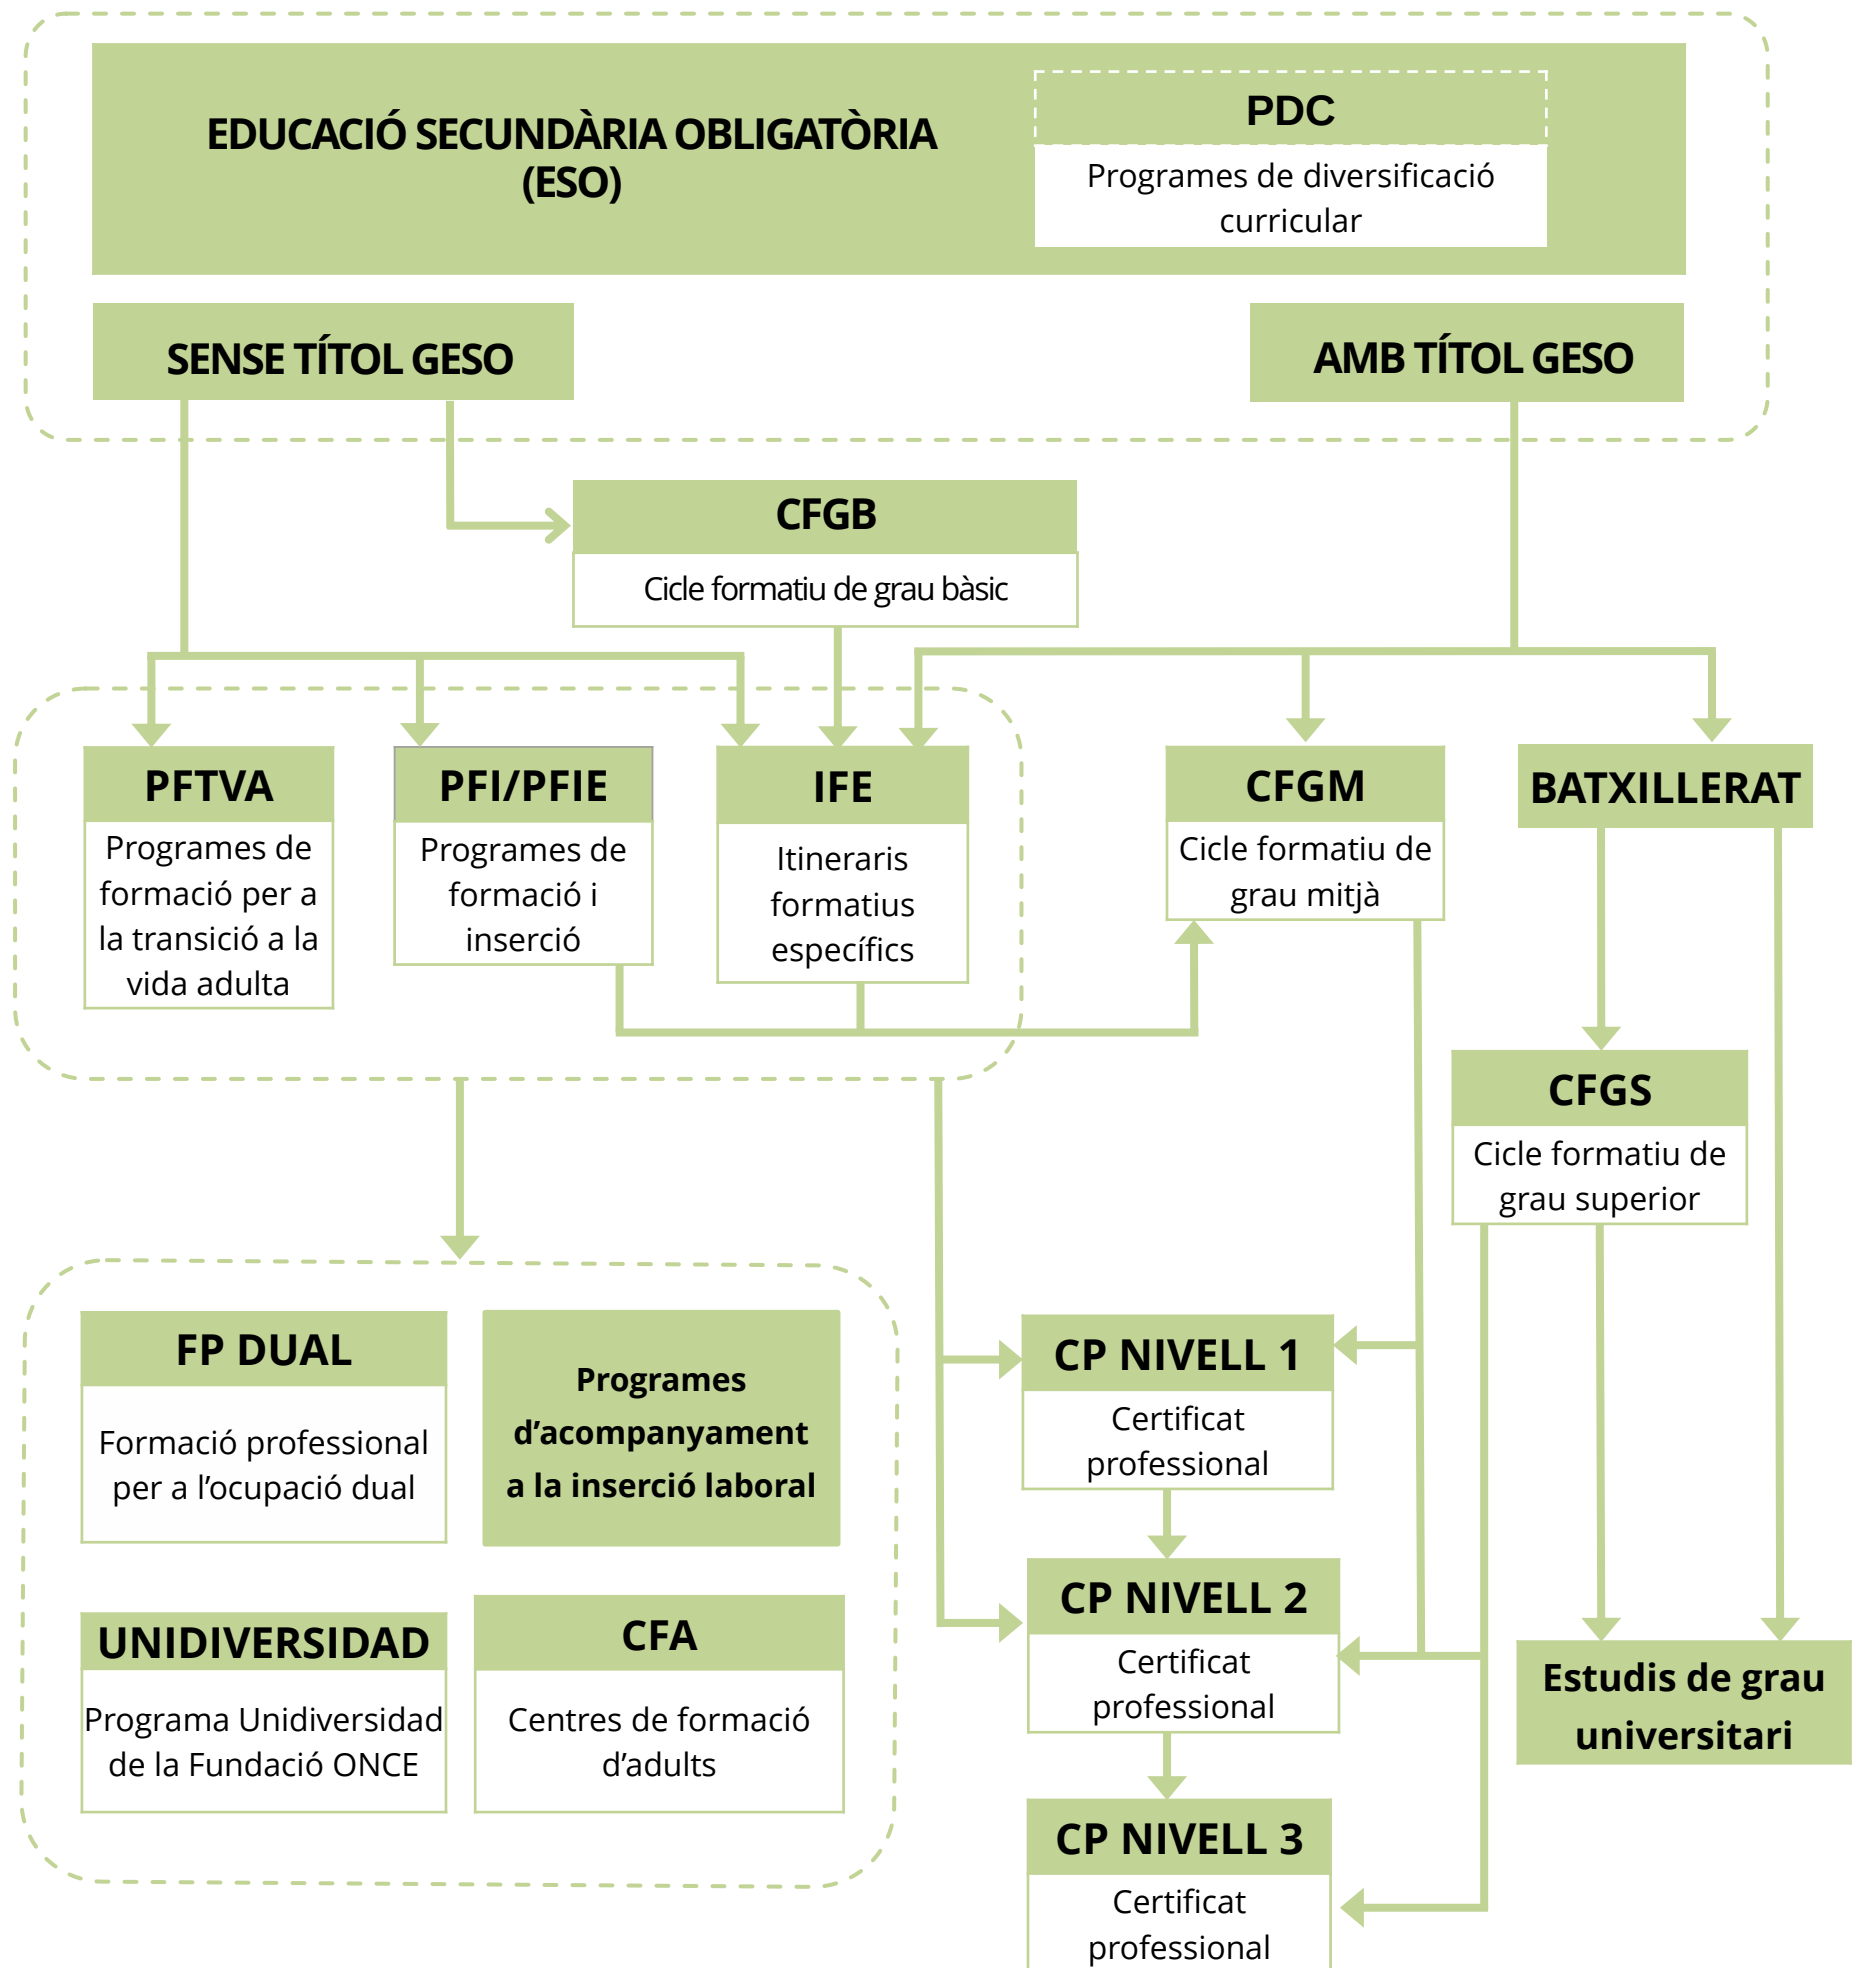 EDUCACIÓ SECUNDÀRIA OBLIGATÒRIA
(ESO)
PDC
Programes de diversificació
curricular
SENSE TÍTOL GESO
AMB TÍTOL GESO
CFGB
Cicle formatiu de grau bàsic
PFTVA
Programes de
formació per a
la transició a la
vida adulta
PFI/PFIE
Programes de
formació i
inserció
IFE
Itineraris
formatius
específics
CFGM
Cicle formatiu de
grau mitjà
BATXILLERAT
CFGS
Cicle formatiu de
grau superior
FP DUAL
Formació professional
per a l’ocupació dual
Programes
d’acompanyament
a la inserció laboral
UNIDIVERSIDAD
Programa Unidiversidad
de la Fundació ONCE
CFA
Centres de formació
d’adults
CP NIVELL 1
Certificat
professional
CP NIVELL 2
Certificat
professional
CP NIVELL 3
Certificat
professional
Estudis de grau
universitari